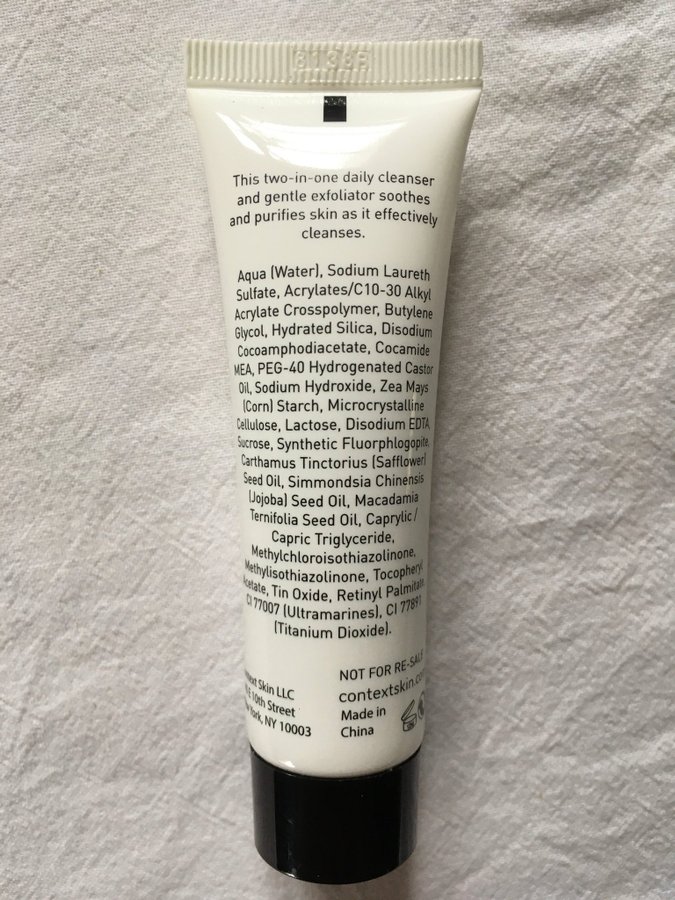 This two-in-one daily cleanser
and gentle exfoliator soothes
and purifies skin as it effectively
cleanses.
Aqua (Water), Sodium Laureth
Sulfate, Acrylates/C10-30 Alkyl
Acrylate Crosspolymer, Butylene
Glycol, Hydrated Silica, Disodium
Cocoamphodiacetate, Cocamide
MEA, PEG-40 Hydrogenated Castor
Oil, Sodium Hydroxide, Zea Mays
(Corn) Starch, Microcrystalline
Cellulose, Lactose, Disodium EDTA,
Sucrose, Synthetic Fluorphlogopite,
Carthamus Tinctorius (Safflower)
Seed Oil, Simmondsia Chinensis
(Jojoba) Seed Oil, Macadamia
Ternifolia Seed Oil, Caprylic /
Capric Triglyceride,
Methylchloroisothiazolinone,
Methylisothiazolinone, Tocopheryl
Acetate, Tin Oxide, Retinyl Palmitate,
CI 77007 (Ultramarines), CI 77891
(Titanium Dioxide).
Skin LLC
10th Street
York, NY 10003
NOT FOR RE-SALE
contextskin.co
Made in
China